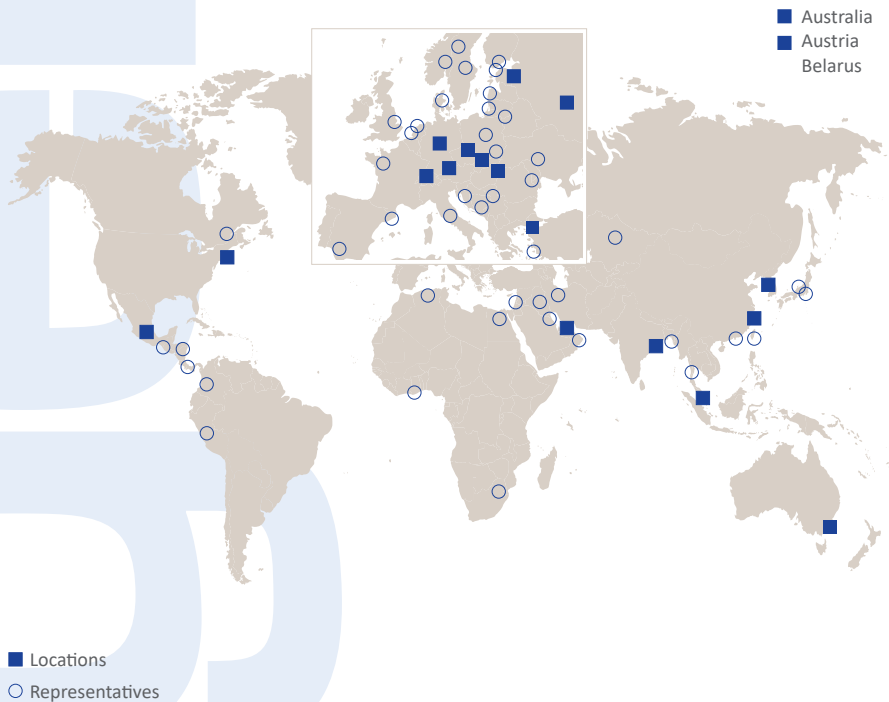 Australia
Austria
Belarus
Locations
Representatives